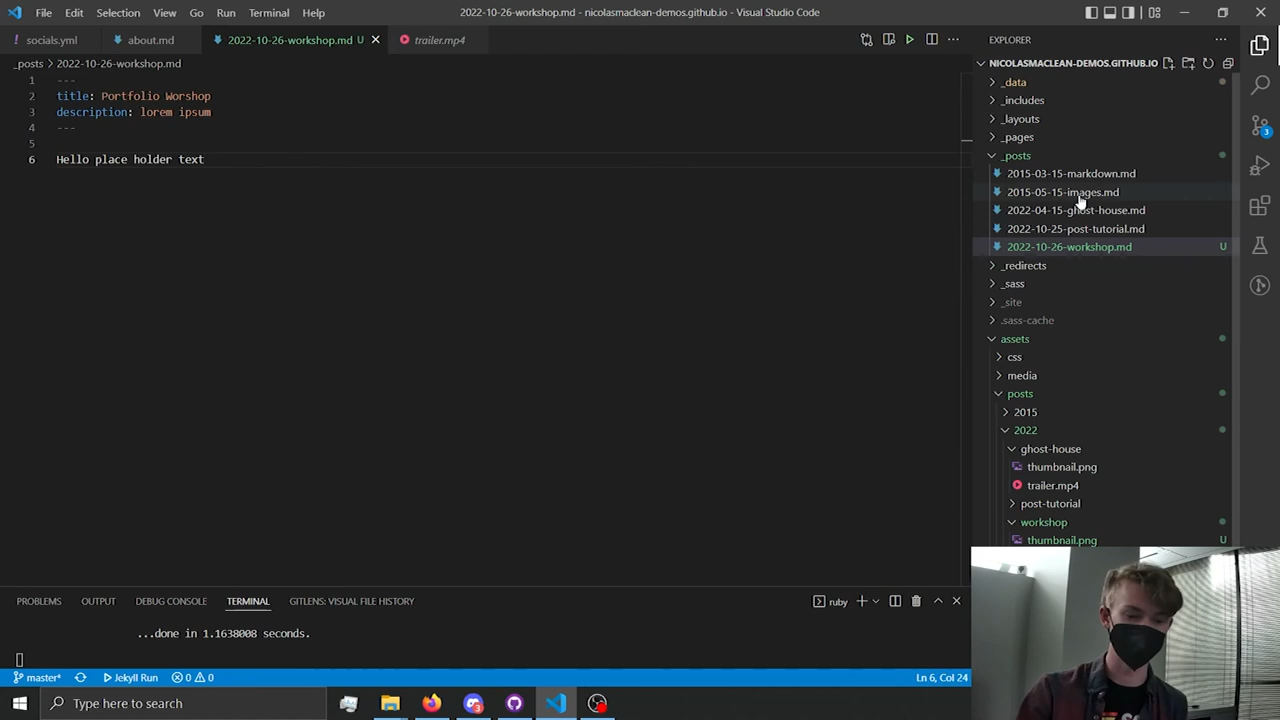 File Edit Selection View Go Run Terminal Help
2022-10-26-workshop.md - nicolasmaclean-demos.github.io - Visual Studio Code
socials.yml about.md 2022-10-26-workshop.md U trailer.mp4
_posts > 2022-10-26-workshop.md
1 ---
2 title: Portfolio Worshop
3 description: lorem ipsum
4 ---
5
6 Hello place holder text
EXPLORER
NICOLASMACLEAN-DEMOS.GITHUB.IO
_data
_includes
_layouts
_pages
_posts
2015-03-15-markdown.md
2015-05-15-images.md
2022-04-15-ghost-house.md
2022-10-25-post-tutorial.md
2022-10-26-workshop.md U
_redirects
_sass
_site
.sass-cache
assets
css
media
posts
2015
2022
ghost-house
thumbnail.png
trailer.mp4
post-tutorial
workshop
thumbnail.png U
3
PROBLEMS OUTPUT DEBUG CONSOLE TERMINAL GITLENS: VISUAL FILE HISTORY
ruby
...done in 1.1638008 seconds.
master* Jekyll Run 0 0
Ln 6, Col 24
Type here to search